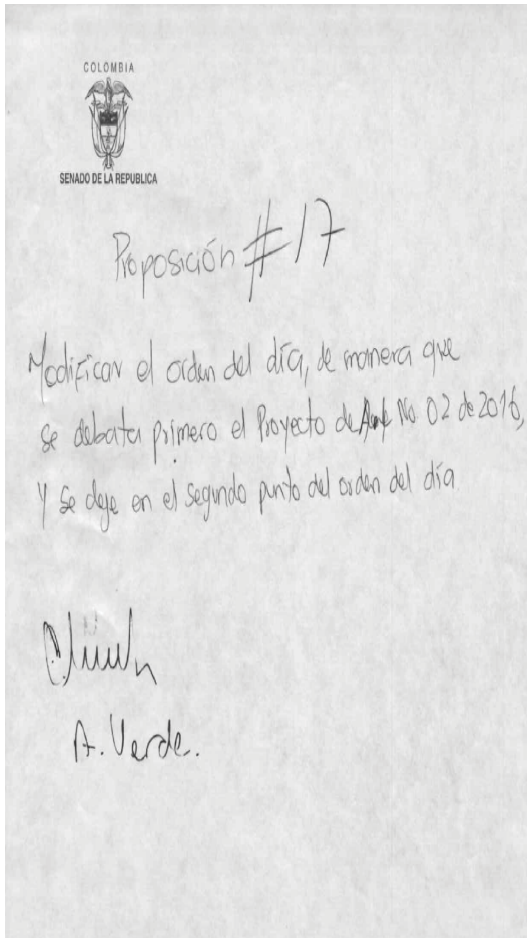 COLOMBIA
SENADO DE LA REPUBLICA
Proposición # 17
Modificar el orden del día, de manera que
se debata primero el Proyecto de No 02 de 2016,
y se deje en el segundo punto del orden del día
A. Verde.